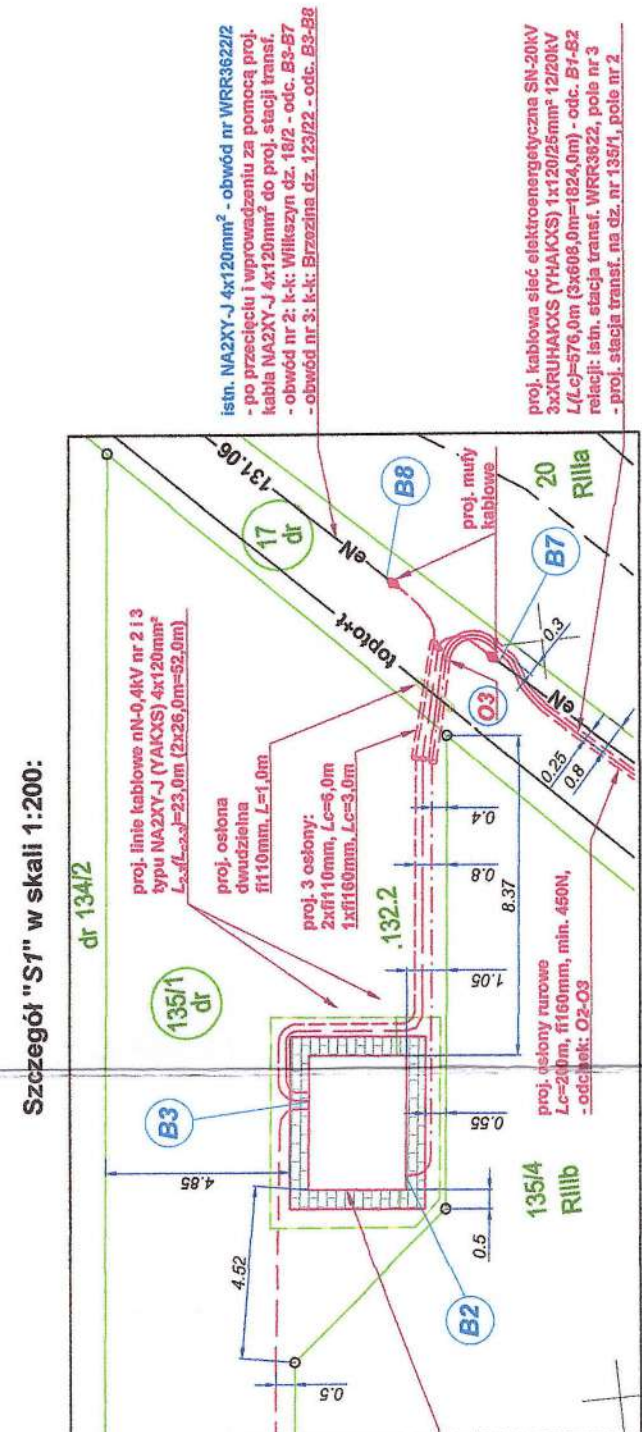 Szczegół "S1" w skali 1:200:
dr 134/2
135/1
dr
B3
4.85
4.52
0.5
B2
0.5
135/4
RIIIb
0.55
1.05
0.8
0.4
8.37
.132.2
proj. linie kablowe nN-0,4kV nr 2 i 3
typu NA2XY-J (YAKXS) 4x120mm²
=23,0m (2x26,0m=52,0m)
proj. osłona
dwudzielna
fi110mm, L=1,0m
proj. 3 osłony:
2xfi110mm, Lc=6,0m
1xfi160mm, Lc=3,0m
proj. osłony rurowe
Lc=200m, fi160mm, min. 450N,
- odcinek: O2-O3
17
dr
131.06
eN
topto+t
B8
proj. mufy
kablowe
B7
O3
0.3
eN
0.25
0.8
20
RIIIa
istn. NA2XY-J 4x120mm² - obwód nr WRR3622/2
- po przecięciu i wprowadzeniu za pomocą proj.
kabla NA2XY-J 4x120mm² do proj. stacji transf.
- obwód nr 2: k-k: Wilkszyn dz. 18/2 - odc. B3-B7
- obwód nr 3: k-k: Brzezina dz. 123/22 - odc. B3-B8
proj. kablowa sieć elektroenergetyczna SN-20kV
3xXRUHAKXS (YHAKXS) 1x120/25mm² 12/20kV
L(Lc)=576,0m (3x608,0m=1824,0m) - odc. B1-B2
relacji: istn. stacja transf. WRR3622, pole nr 3
- proj. stacja transf. na dz. nr 135/1, pole nr 2